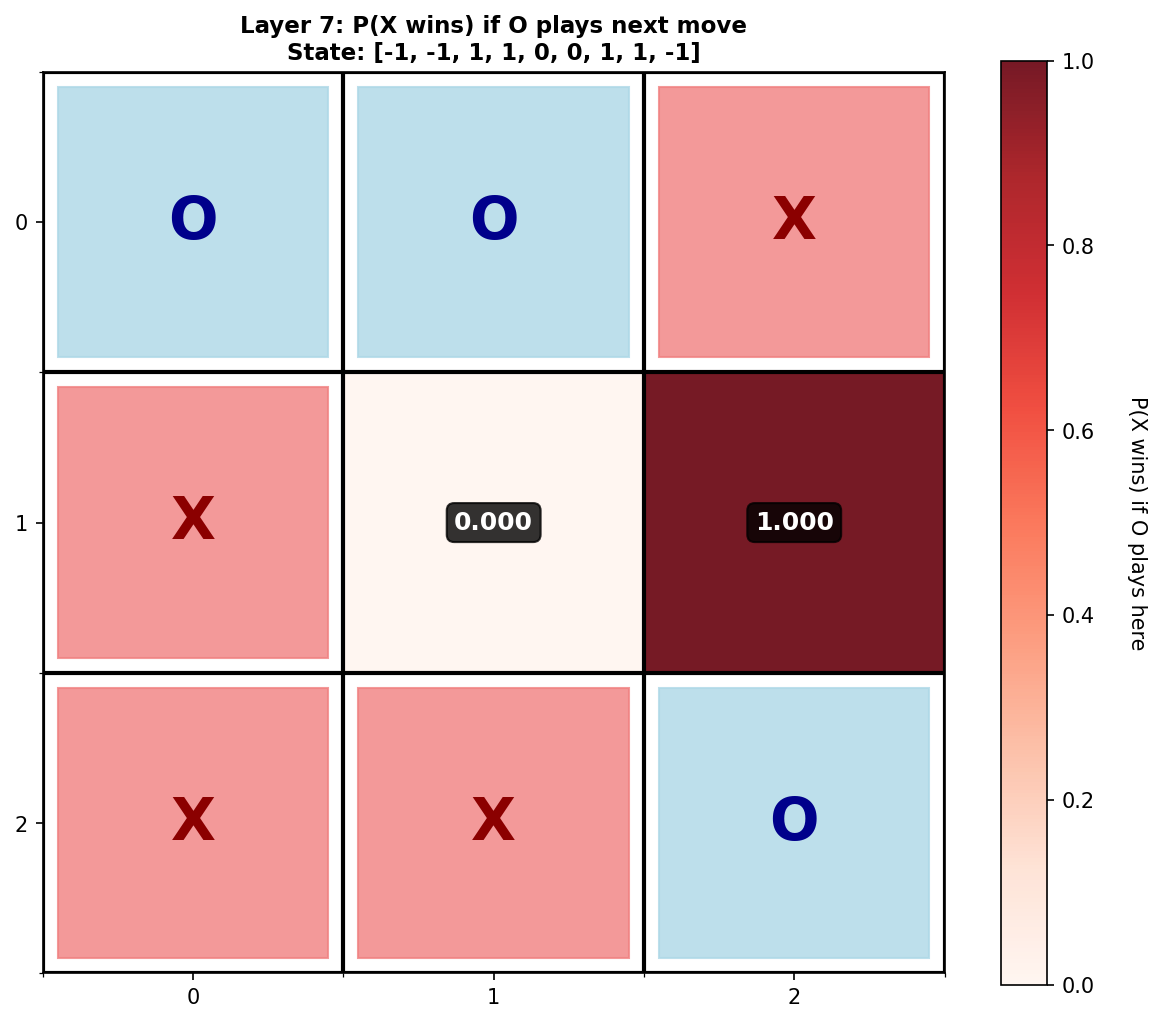 Layer 7: P(X wins) if O plays next move
State: [-1, -1, 1, 1, 0, 0, 1, 1, -1]
0
O
O
X
1
X
0.000
1.000
2
X
X
O
0
1
2
1.0
0.8
0.6
0.4
0.2
0.0
P(X wins) if O plays here